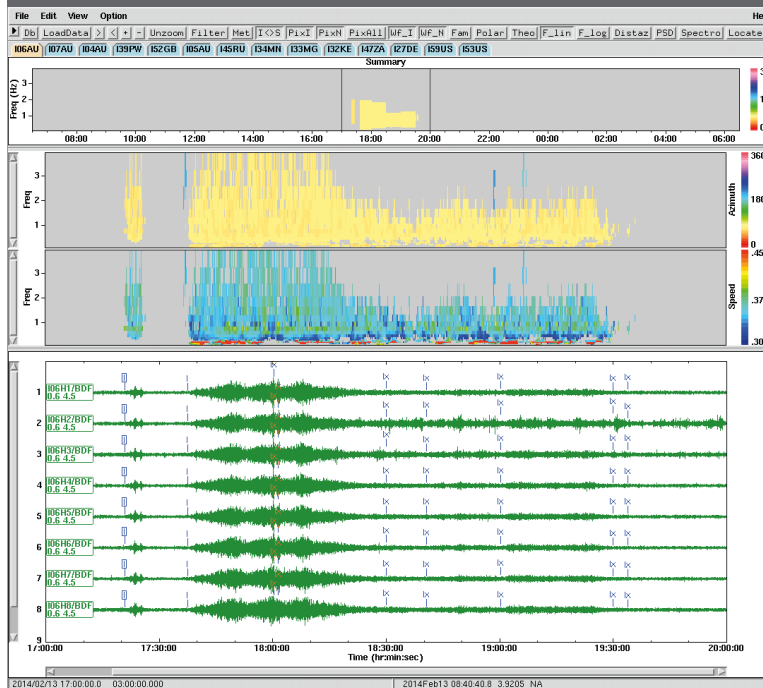 File Edit View Option He
Db LoadData > < + - Unzoom Filter Met I<>S PixI PixN PixAll Wf_I Wf_N Fam Polar Theo F_lin F_log Distaz PSD Spectro Locate
I06AU I07AU I04AU I39PW I52GB I05AU I45RU I34MN I33MG I32KE I47ZA I27DE I59US I53US
Summary
Freq (Hz)
3
2
1
08:00 10:00 12:00 14:00 16:00 18:00 20:00 22:00 00:00 02:00 04:00 06:00
3
1
0
Freq
3
2
1
360
180
0
Azimuth
Freq
3
2
1
.45
.37
.30
Speed
1 I06H1/BDF
0.6 4.5
2 I06H2/BDF
0.6 4.5
3 I06H3/BDF
0.6 4.5
4 I06H4/BDF
0.6 4.5
5 I06H5/BDF
0.6 4.5
6 I06H6/BDF
0.6 4.5
7 I06H7/BDF
0.6 4.5
8 I06H8/BDF
0.6 4.5
9
17:00:00 17:30:00 18:00:00 18:30:00 19:00:00 19:30:00 20:00:00
Time (hr:min:sec)
2014/02/13 17:00:00.0 03:00:00.000 2014Feb13 08:40:40.8 3.9205 NA